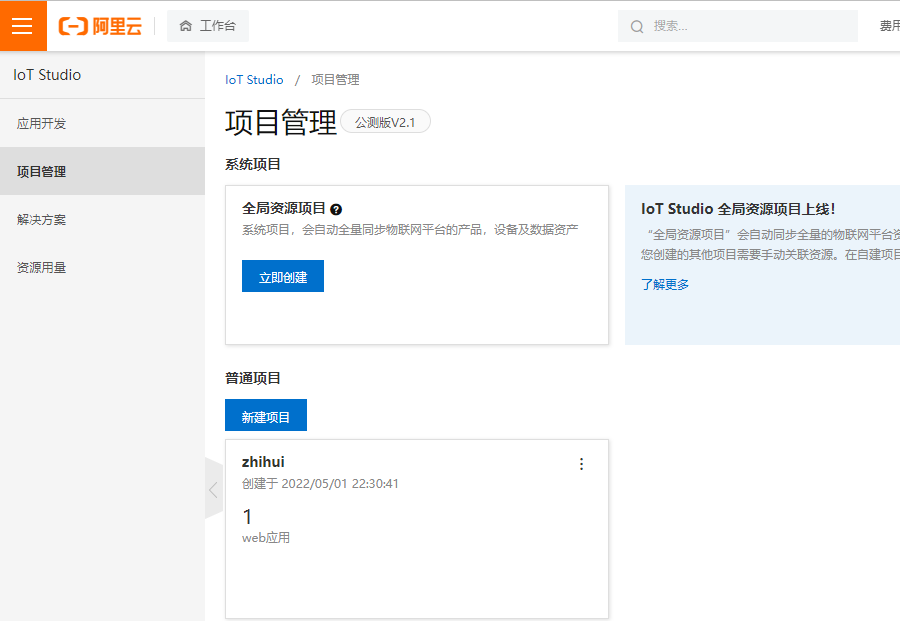 阿里云
工作台
搜索...
费用
IoT Studio
应用开发
项目管理
解决方案
资源用量
IoT Studio / 项目管理
项目管理 公测版V2.1
系统项目
全局资源项目
系统项目，会自动全量同步物联网平台的产品，设备及数据资产
立即创建
IoT Studio 全局资源项目上线！
“全局资源项目”会自动同步全量的物联网平台资
您创建的其他项目需要手动关联资源。在自建项目
了解更多
普通项目
新建项目
zhihui
创建于 2022/05/01 22:30:41
1
web应用